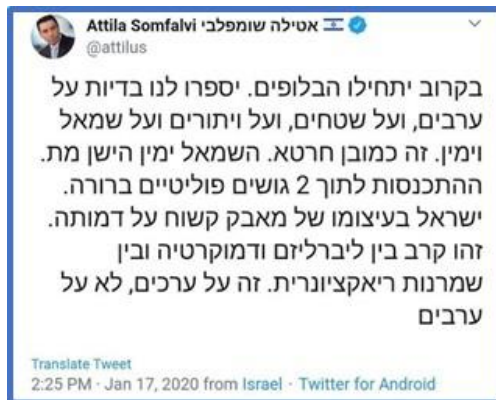 Attila Somfalvi אטילה שומפלבי
@attilus
בקרוב יתחילו הבלופים. יספרו לנו בדיות על
ערבים, ועל שטחים, ועל ויתורים ועל שמאל
וימין. זה כמובן חרטא. השמאל ימין הישן מת.
ההתכנסות לתוך 2 גושים פוליטיים ברורה.
ישראל בעיצומו של מאבק קשוח על דמותה.
זהו קרב בין ליברליזם ודמוקרטיה ובין
שמרנות ריאקציונרית. זה על ערכים, לא על
ערבים
Translate Tweet
2:25 PM · Jan 17, 2020 from Israel · Twitter for Android